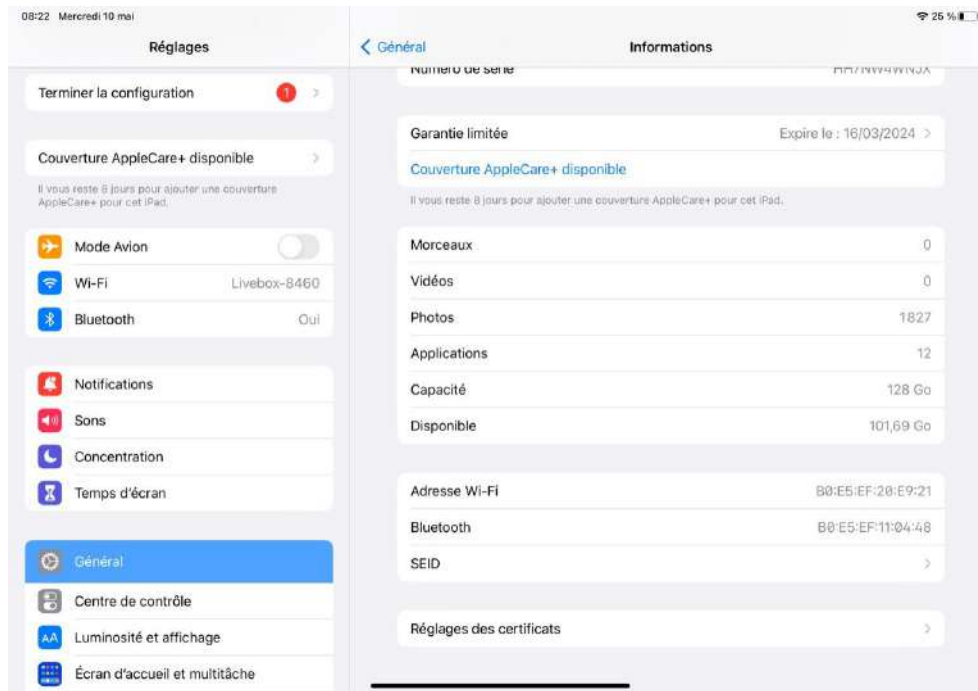 08:22 Mercredi 10 mai
25 %
Réglages
Terminer la configuration
1
Couverture AppleCare+ disponible
Il vous reste 8 jours pour ajouter une couverture
AppleCare+ pour cet iPad.
Mode Avion
Wi-Fi Livebox-8460
Bluetooth Oui
Notifications
Sons
Concentration
Temps d'écran
Général
Centre de contrôle
AA Luminosité et affichage
Écran d'accueil et multitâche
Général
Informations
Numéro de série
Garantie limitée Expire le : 16/03/2024
Couverture AppleCare+ disponible
Il vous reste 8 jours pour ajouter une couverture AppleCare+ pour cet iPad.
Morceaux 0
Vidéos 0
Photos 1827
Applications 12
Capacité 128 Go
Disponible 101,69 Go
Adresse Wi-Fi B0:E5:EF:20:E9:21
Bluetooth B0:E5:EF:11:04:48
SEID
Réglages des certificats